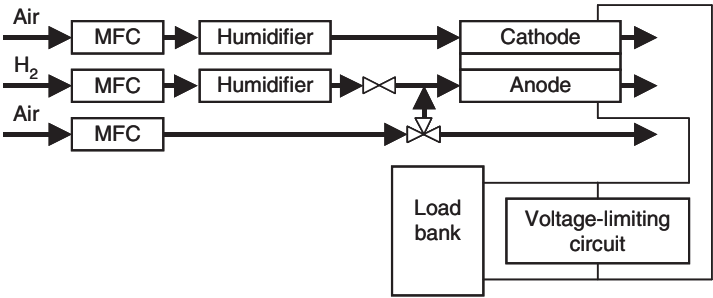 Air
MFC Humidifier Cathode
H2
MFC Humidifier Anode
Air
MFC
Load
bank
Voltage-limiting
circuit